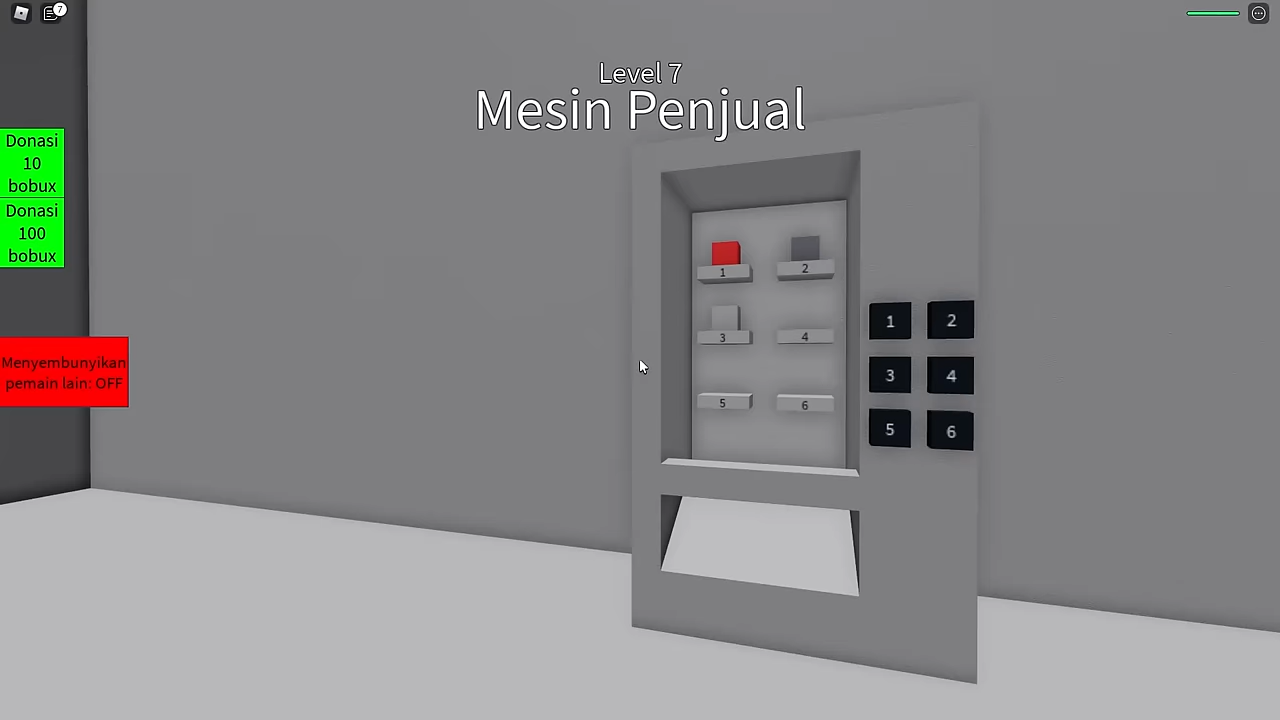 7
Level 7
Mesin Penjual
Donasi
10
bobux
Donasi
100
bobux
Menyembunyikan
pemain lain: OFF
1
2
3
4
5
6
1
2
3
4
5
6